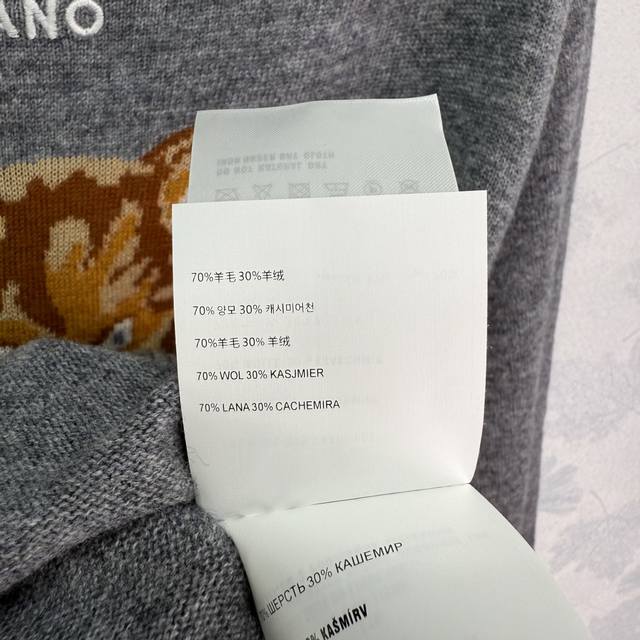 ANO
70%羊毛 30%羊绒
70% 양모 30% 캐시미어천
70%羊毛 30% 羊绒
70% WOL 30% KASJMIER
70% LANA 30% CACHEMIRA
ШЕРСТЬ 30% КАШЕМИР
KAŠMÍRV